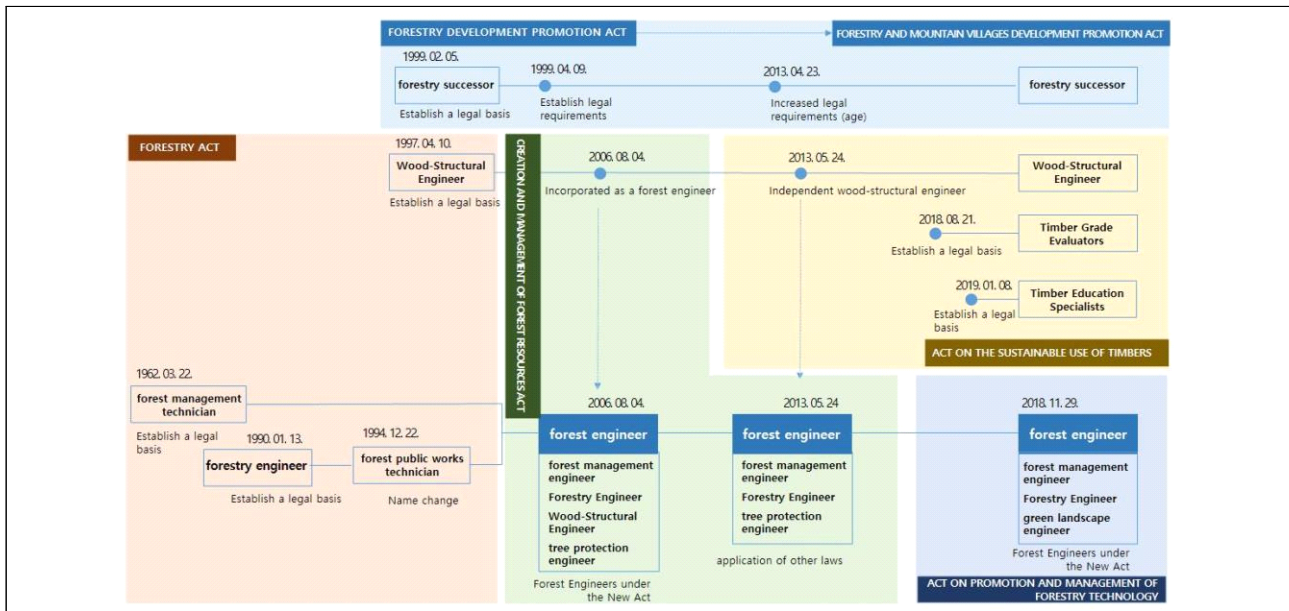 FORESTRY DEVELOPMENT PROMOTION ACT
FORESTRY AND MOUNTAIN VILLAGES DEVELOPMENT PROMOTION ACT
1999. 02. 05.
forestry successor
Establish a legal basis
1999. 04. 09.
Establish legal
requirements
2013. 04. 23.
Increased legal
requirements (age)
forestry successor
FORESTRY ACT
1997. 04. 10.
Wood-Structural
Engineer
Establish a legal basis
CREATION AND MANAGEMENT OF FOREST RESOURCES ACT
2006. 08. 04.
Incorporated as a forest engineer
2013. 05. 24.
Independent wood-structural engineer
Wood-Structural
Engineer
2018. 08. 21.
Establish a legal basis
Timber Grade
Evaluators
2019. 01. 08.
Establish a legal
basis
Timber Education
Specialists
ACT ON THE SUSTAINABLE USE OF TIMBERS
1962. 03. 22.
forest management
technician
Establish a legal
basis
1990. 01. 13.
forestry engineer
Establish a legal basis
1994. 12. 22.
forest public works
technician
Name change
2006. 08. 04.
forest engineer
forest management
engineer
Forestry Engineer
Wood-Structural
Engineer
tree protection
engineer
Forest Engineers under
the New Act
2013. 05. 24
forest engineer
forest management
engineer
Forestry Engineer
tree protection
engineer
application of other laws
2018. 11. 29.
forest engineer
forest management
engineer
Forestry Engineer
green landscape
engineer
Forest Engineers under
the New Act
ACT ON PROMOTION AND MANAGEMENT OF
FORESTRY TECHNOLOGY